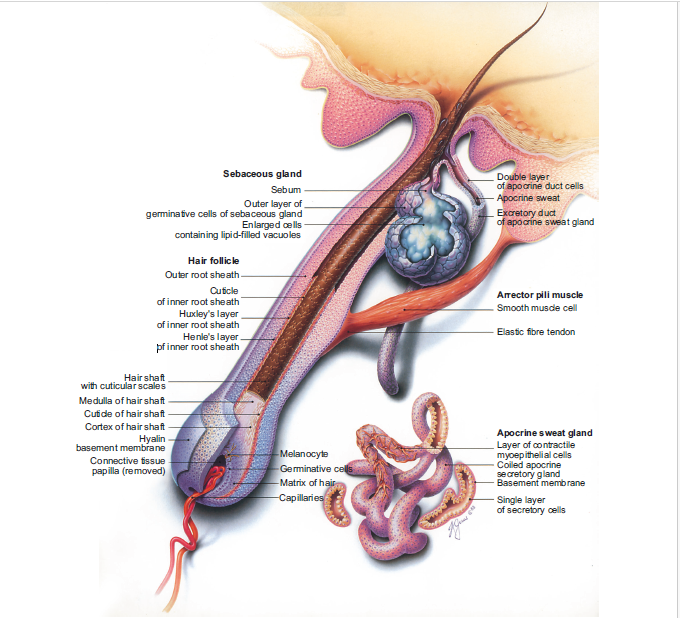 Sebaceous gland
Sebum
Outer layer of
germinative cells of sebaceous gland
Enlarged cells
containing lipid-filled vacuoles
Hair follicle
Outer root sheath
Cuticle
of inner root sheath
Huxley's layer
of inner root sheath
Henle's layer
of inner root sheath
Hair shaft
with cuticular scales
Medulla of hair shaft
Cuticle of hair shaft
Cortex of hair shaft
Hyalin
basement membrane
Connective tissue
papilla (removed)
Melanocyte
Germinative cells
Matrix of hair
Capillaries
Double layer
of apocrine duct cells
Apocrine sweat
Excretory duct
of apocrine sweat gland
Arrector pili muscle
Smooth muscle cell
Elastic fibre tendon
Apocrine sweat gland
Layer of contractile
myoepithelial cells
Coiled apocrine
secretory gland
Basement membrane
Single layer
of secretory cells